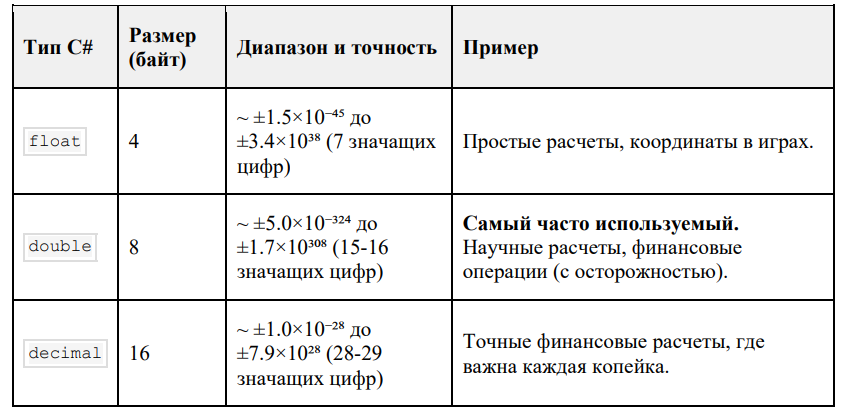 Тип C#
Размер
(байт)
Диапазон и точность
Пример
float
4
~ ±1.5×10⁻⁴⁵ до
±3.4×10³⁸ (7 значащих
цифр)
Простые расчеты, координаты в играх.
double
8
~ ±5.0×10⁻³²⁴ до
±1.7×10³⁰⁸ (15-16
значащих цифр)
Самый часто используемый.
Научные расчеты, финансовые
операции (с осторожностью).
decimal
16
~ ±1.0×10⁻²⁸ до
±7.9×10²⁸ (28-29
значащих цифр)
Точные финансовые расчеты, где
важна каждая копейка.